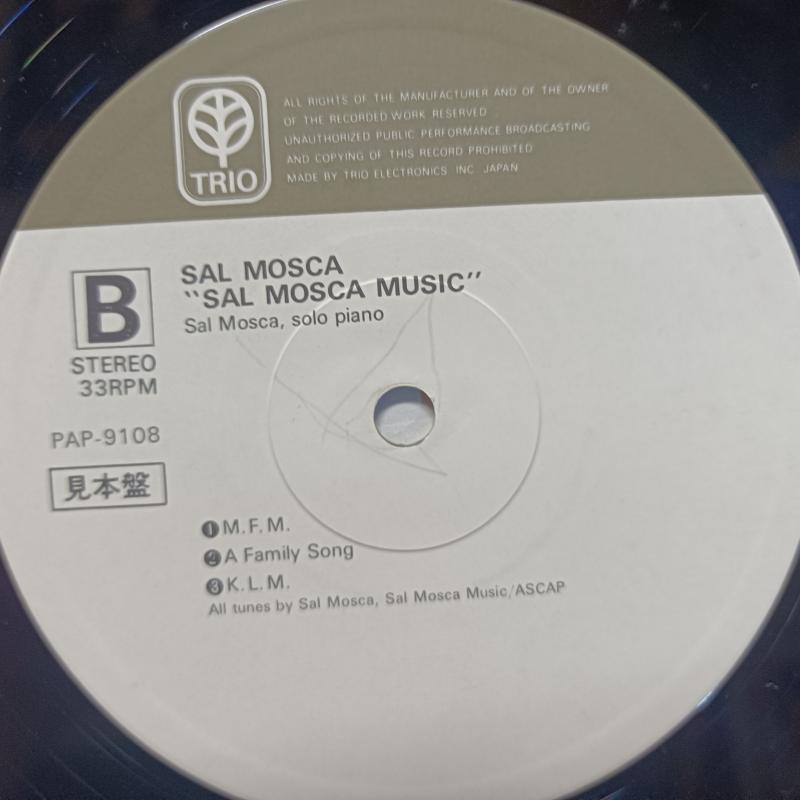 TRIO
ALL RIGHTS OF THE MANUFACTURER AND OF THE OWNER
OF THE RECORDED WORK RESERVED
UNAUTHORIZED PUBLIC PERFORMANCE BROADCASTING
AND COPYING OF THIS RECORD PROHIBITED
MADE BY TRIO ELECTRONICS INC. JAPAN
B
STEREO
33RPM
PAP-9108
見本盤
SAL MOSCA
"SAL MOSCA MUSIC"
Sal Mosca, solo piano
❶ M.F.M.
❷ A Family Song
❸ K.L.M.
All tunes by Sal Mosca, Sal Mosca Music/ASCAP